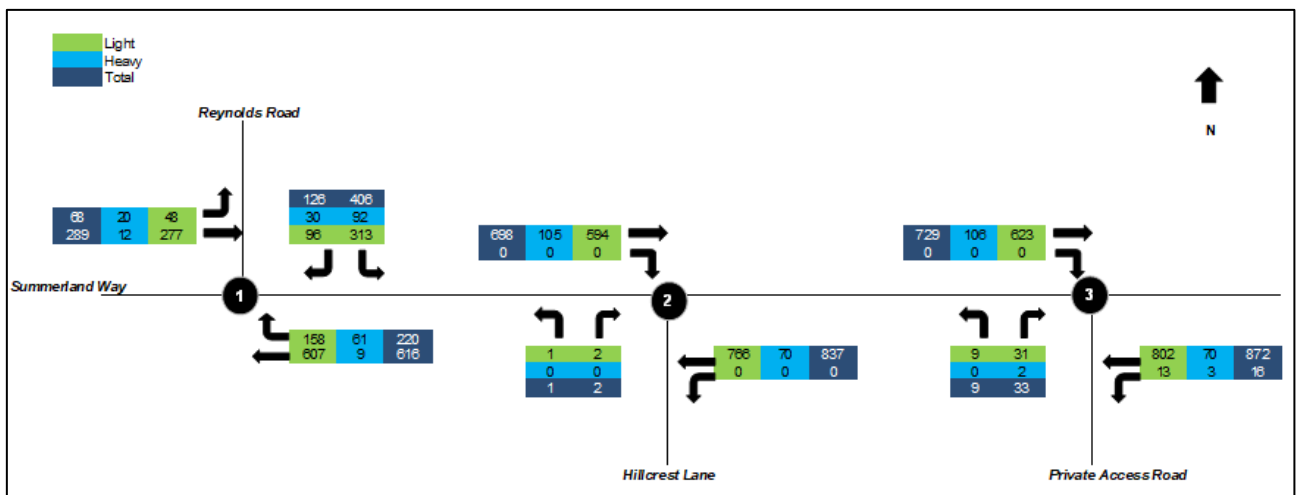 Light
Heavy
Total
N
Reynolds Road
126 406
30 92
96 313
68 20 48
289 12 277
698 105 594
0 0 0
729 106 623
0 0 0
Summerland Way
1
2
3
158 61 220
607 9 616
1 2
0 0
1 2
766 70 837
0 0 0
9 31
0 2
9 33
802 70 872
13 3 16
Hillcrest Lane
Private Access Road